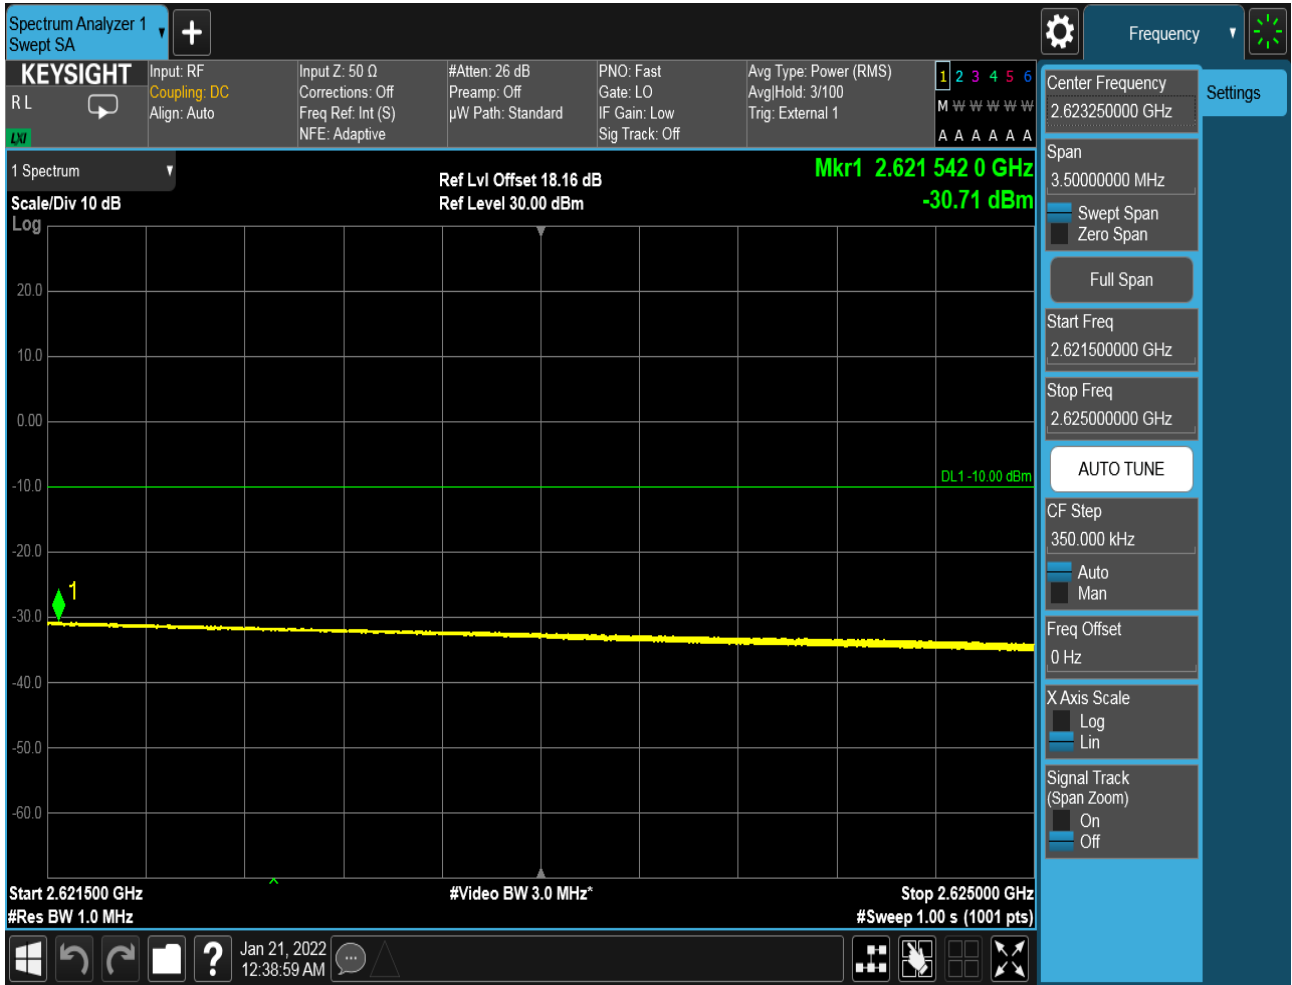 Spectrum Analyzer 1
Swept SA
Frequency
KEYSIGHT
R L
LXI
Input: RF
Coupling: DC
Align: Auto
Input Z: 50 Ω
Corrections: Off
Freq Ref: Int (S)
NFE: Adaptive
#Atten: 26 dB
Preamp: Off
µW Path: Standard
PNO: Fast
Gate: LO
IF Gain: Low
Sig Track: Off
Avg Type: Power (RMS)
Avg|Hold: 3/100
Trig: External 1
1 2 3 4 5 6
M W W W W W
A A A A A A
1 Spectrum
Scale/Div 10 dB
Log
Ref Lvl Offset 18.16 dB
Ref Level 30.00 dBm
Mkr1 2.621 542 0 GHz
-30.71 dBm
20.0
10.0
0.00
-10.0
-20.0
-30.0
-40.0
-50.0
-60.0
DL1 -10.00 dBm
1
Start 2.621500 GHz
#Res BW 1.0 MHz
#Video BW 3.0 MHz*
Stop 2.625000 GHz
#Sweep 1.00 s (1001 pts)
Jan 21, 2022
12:38:59 AM
Center Frequency
2.623250000 GHz
Span
3.50000000 MHz
Swept Span
Zero Span
Full Span
Start Freq
2.621500000 GHz
Stop Freq
2.625000000 GHz
AUTO TUNE
CF Step
350.000 kHz
Auto
Man
Freq Offset
0 Hz
X Axis Scale
Log
Lin
Signal Track
(Span Zoom)
On
Off
Settings